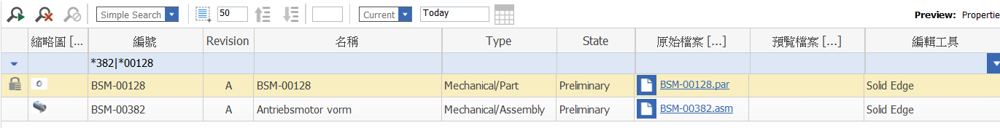 Simple Search 50 Current Today Preview: Propertie
縮略圖 [... 編號 Revision 名稱 Type State 原始檔案 [...] 預覽檔案 [...] 編輯工具
*382|*00128
BSM-00128 A BSM-00128 Mechanical/Part Preliminary BSM-00128.par Solid Edge
BSM-00382 A Antriebsmotor vorm Mechanical/Assembly Preliminary BSM-00382.asm Solid Edge